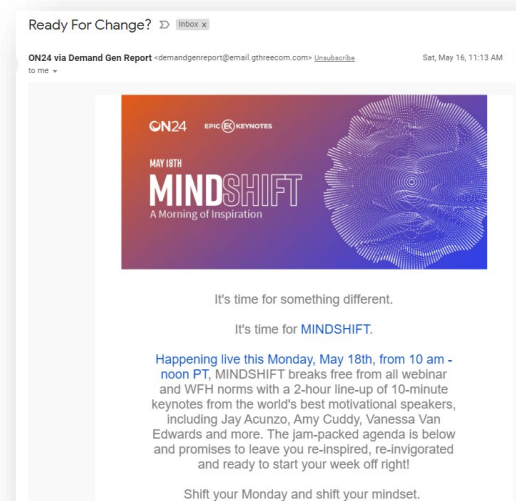 Ready For Change? Inbox x
ON24 via Demand Gen Report <demandgenreport@email.gthreecom.com> Unsubscribe Sat, May 16, 11:13 AM
to me
ON24 EPIC EK KEYNOTES
MAY 18TH
MINDSHIFT
A Morning of Inspiration
It's time for something different.
It's time for MINDSHIFT.
Happening live this Monday, May 18th, from 10 am -
noon PT, MINDSHIFT breaks free from all webinar
and WFH norms with a 2-hour line-up of 10-minute
keynotes from the world's best motivational speakers,
including Jay Acunzo, Amy Cuddy, Vanessa Van
Edwards and more. The jam-packed agenda is below
and promises to leave you re-inspired, re-invigorated
and ready to start your week off right!
Shift your Monday and shift your mindset.